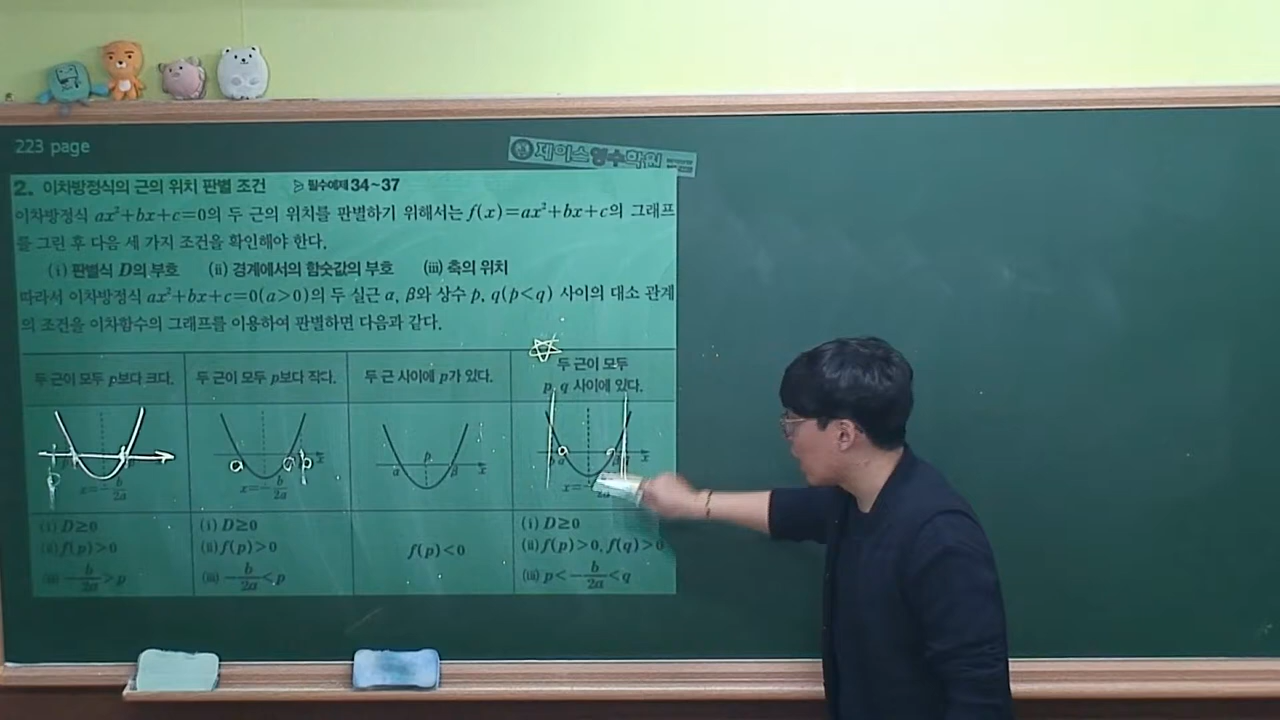 223 page
제이스영수학원
2. 이차방정식의 근의 위치 판별 조건 ▷ 필수예제 34~37
이차방정식 ax²+bx+c=0의 두 근의 위치를 판별하기 위해서는 f(x)=ax²+bx+c의 그래프
를 그린 후 다음 세 가지 조건을 확인해야 한다.
(i) 판별식 D의 부호 (ii) 경계에서의 함숫값의 부호 (iii) 축의 위치
따라서 이차방정식 ax²+bx+c=0(a>0)의 두 실근 α, β와 상수 p, q(p<q) 사이의 대소 관계
의 조건을 이차함수의 그래프를 이용하여 판별하면 다음과 같다.
두 근이 모두 p보다 크다. 두 근이 모두 p보다 작다. 두 근 사이에 p가 있다. 두 근이 모두
p, q 사이에 있다.
p x=-b/2a
α p x x=-b/2a
α p β x
α x x=-
(i) D≥0 (i) D≥0 f(p)<0 (i) D≥0
(ii) f(p)>0 (ii) f(p)>0 (ii) f(p)>0, f(q)>0
(iii) -b/2a>p (iii) -b/2a<p (iii) p<-b/2a<q